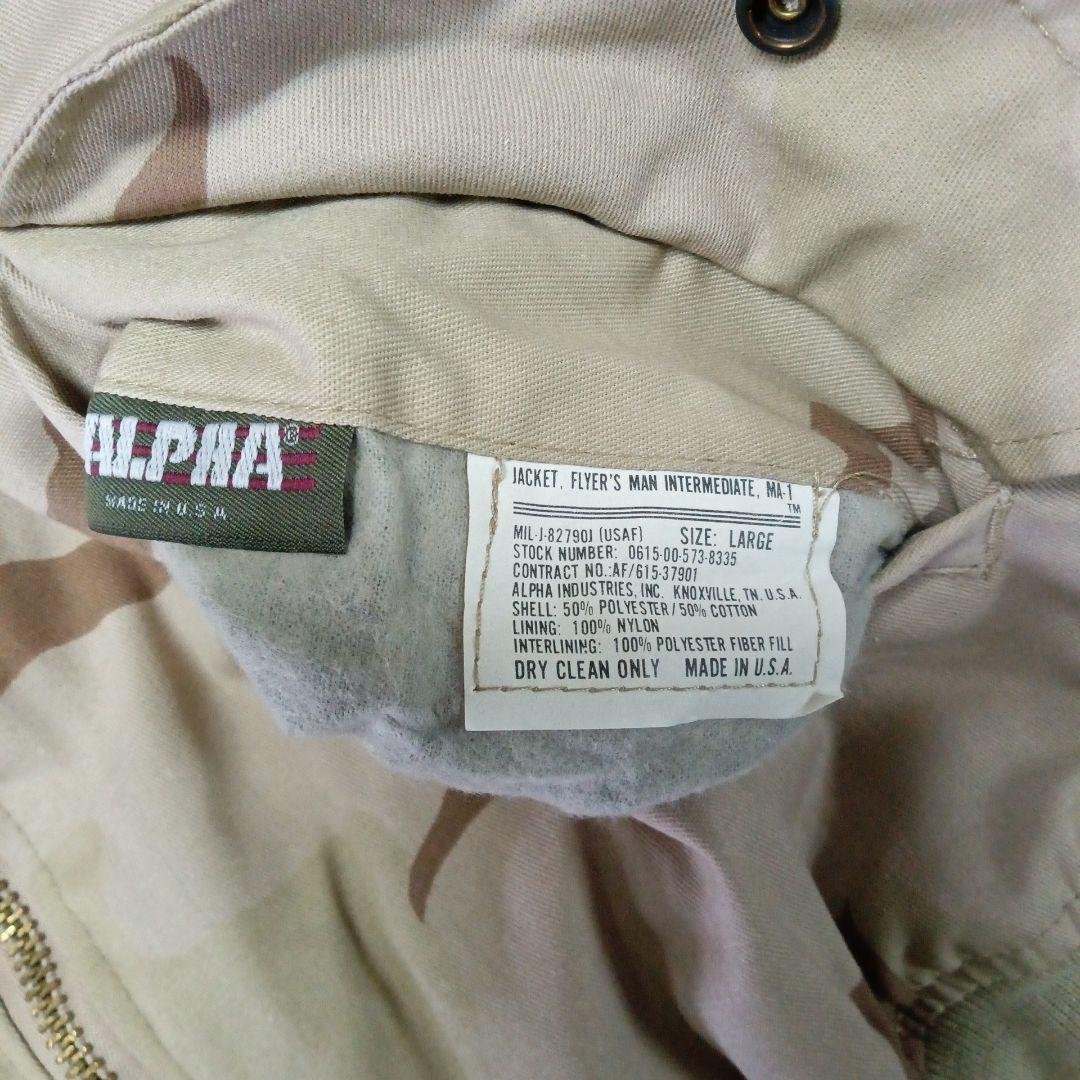 ALPHA®
MADE IN U.S.A.
JACKET, FLYER'S MAN INTERMEDIATE, MA-1
TM
MIL-J-82790J (USAF) SIZE: LARGE
STOCK NUMBER: 0615-00-573-8335
CONTRACT NO.: AF/615-37901
ALPHA INDUSTRIES, INC. KNOXVILLE, TN. U.S.A.
SHELL: 50% POLYESTER/50% COTTON
LINING: 100% NYLON
INTERLINING: 100% POLYESTER FIBER FILL
DRY CLEAN ONLY MADE IN U.S.A.